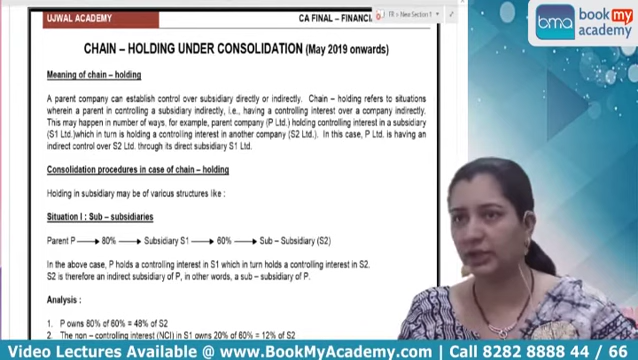 UJWAL ACADEMY
CA FINAL – FINANCI
FR » New Section 1
book my academy
bma
CHAIN – HOLDING UNDER CONSOLIDATION (May 2019 onwards)
Meaning of chain – holding
A parent company can establish control over subsidiary directly or indirectly. Chain – holding refers to situations
wherein a parent in controlling a subsidiary indirectly, i.e., having a controlling interest over a company indirectly.
This may happen in number of ways, for example, parent company (P Ltd.) holding controlling interest in a subsidiary
(S1 Ltd.)which in turn is holding a controlling interest in another company (S2 Ltd.). In this case, P Ltd. is having an
indirect control over S2 Ltd. through its direct subsidiary S1 Ltd.
Consolidation procedures in case of chain – holding
Holding in subsidiary may be of various structures like :
Situation I : Sub – subsidiaries
Parent P → 80% → Subsidiary S1 → 60% → Sub – Subsidiary (S2)
In the above case, P holds a controlling interest in S1 which in turn holds a controlling interest in S2.
S2 is therefore an indirect subsidiary of P, in other words, a sub – subsidiary of P.
Analysis :
1. P owns 80% of 60% = 48% of S2
2. The non – controlling interest (NCI) in S1 owns 20% of 60% = 12% of S2
Video Lectures Available @ www.BookMyAcademy.com | Call 8282 8888 44 / 66